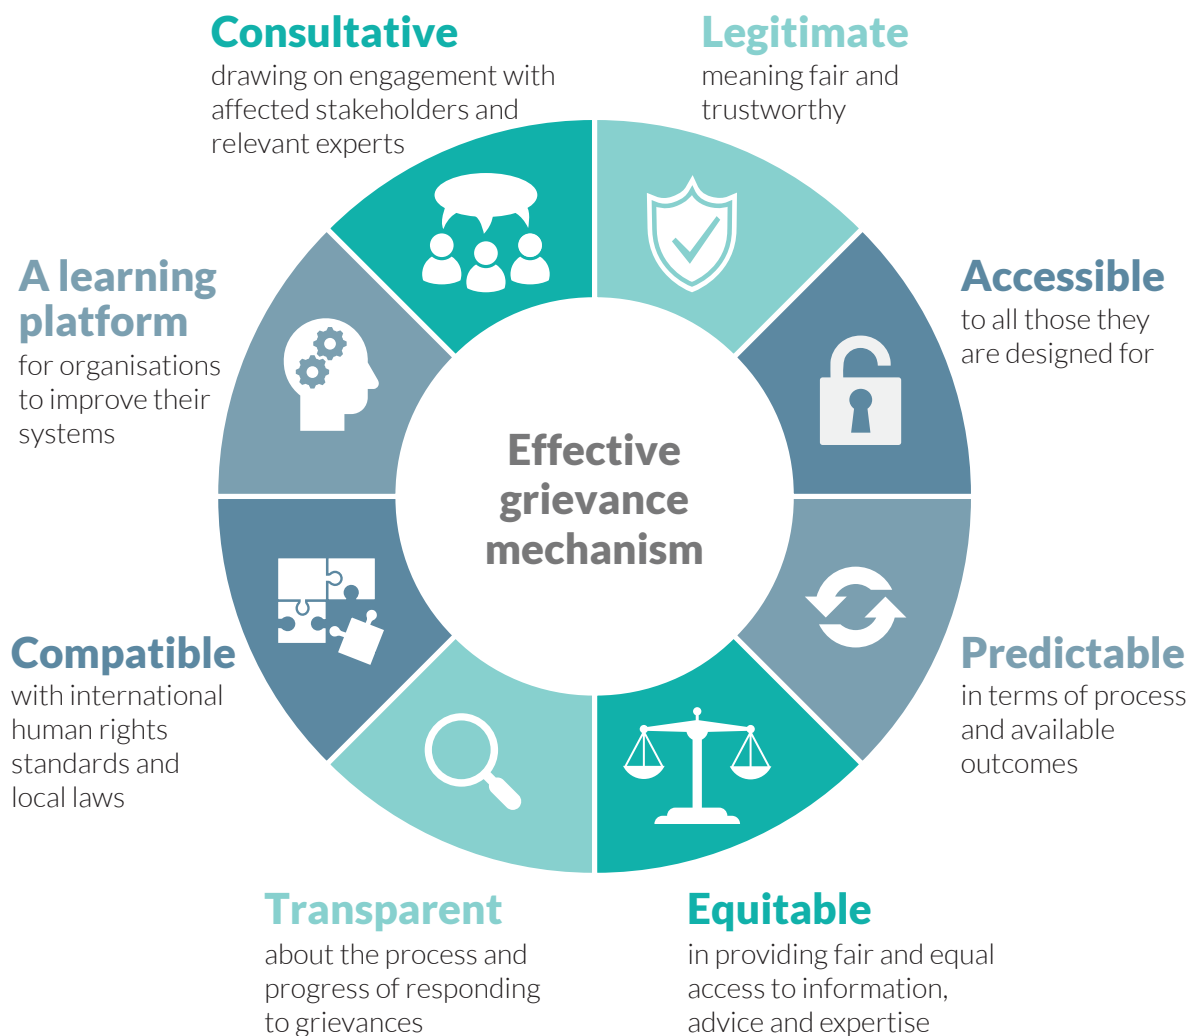 Consultative
drawing on engagement with
affected stakeholders and
relevant experts
Legitimate
meaning fair and
trustworthy
Accessible
to all those they
are designed for
Predictable
in terms of process
and available
outcomes
Equitable
in providing fair and equal
access to information,
advice and expertise
Transparent
about the process and
progress of responding
to grievances
Compatible
with international
human rights
standards and
local laws
A learning
platform
for organisations
to improve their
systems
Effective
grievance
mechanism